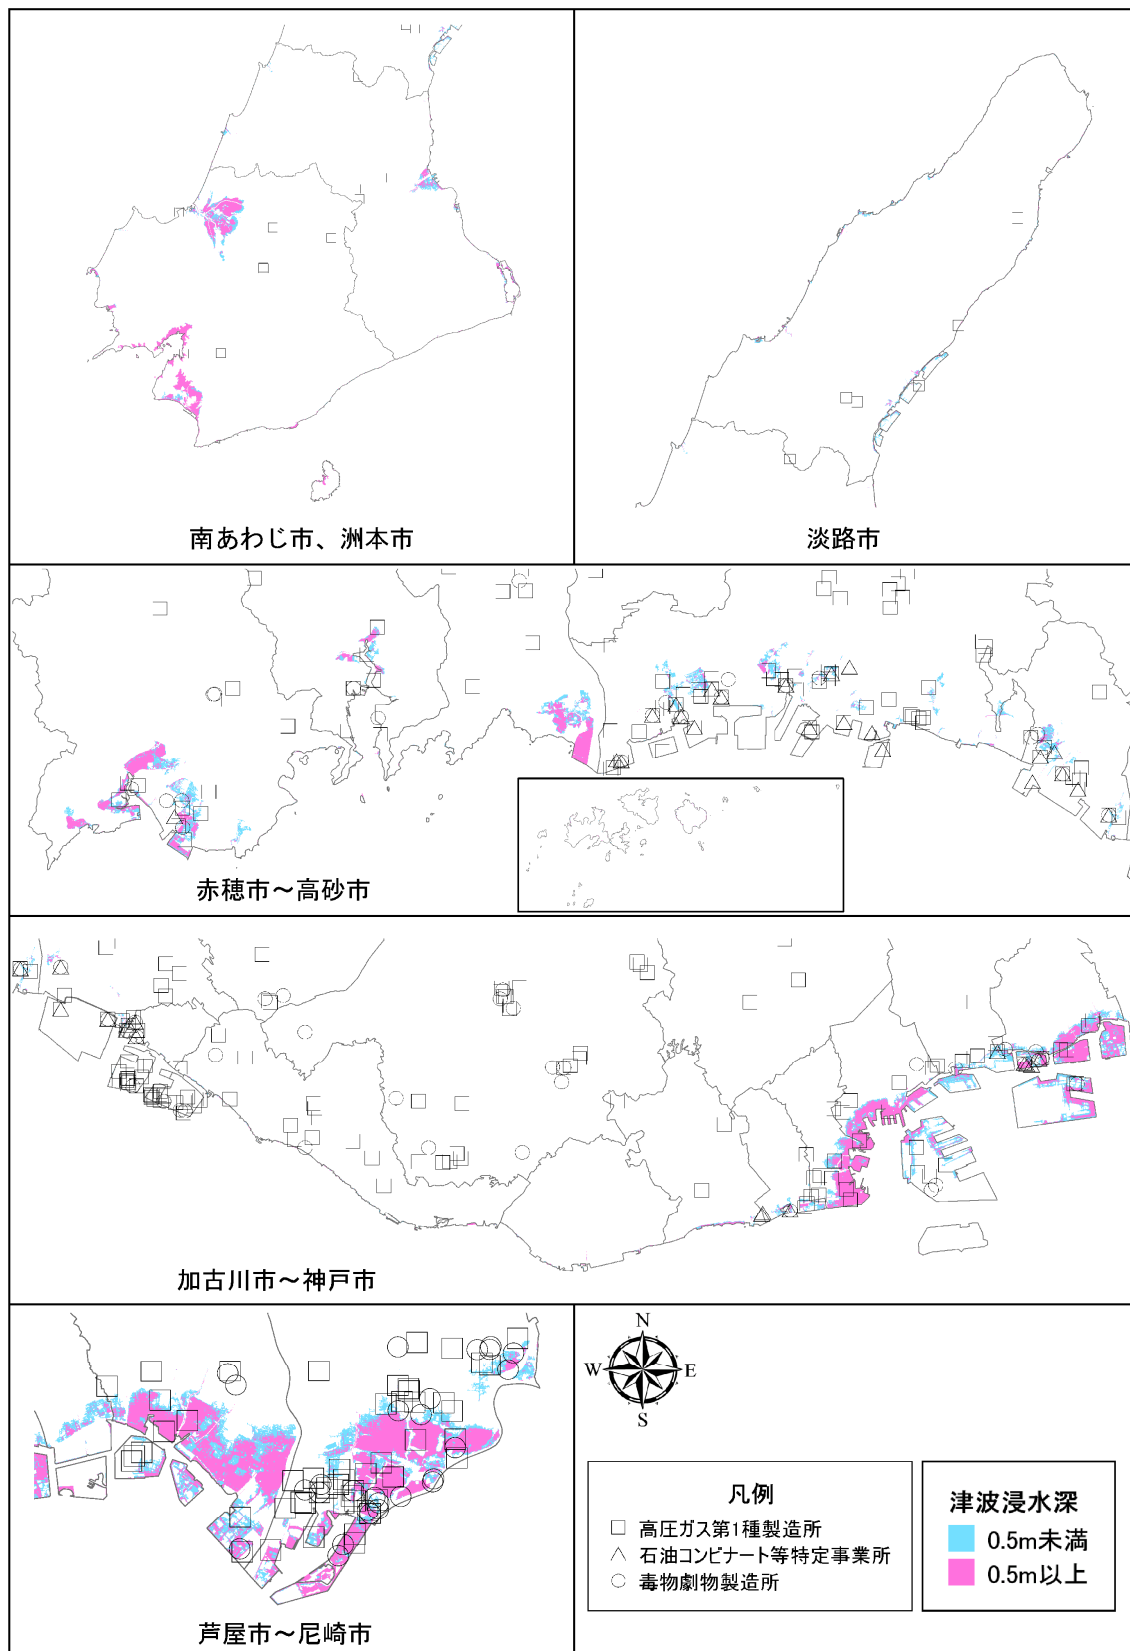 南あわじ市、洲本市
淡路市
赤穂市～高砂市
加古川市～神戸市
芦屋市～尼崎市
N
W E
S
凡例
高圧ガス第1種製造所
石油コンビナート等特定事業所
毒物劇物製造所
津波浸水深
0.5m未満
0.5m以上